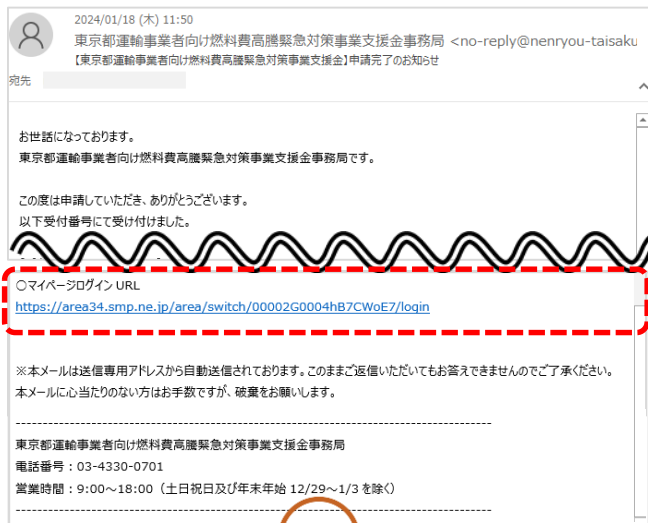 2024/01/18 (木) 11:50
東京都運輸事業者向け燃料費高騰緊急対策事業支援金事務局 <no-reply@nenryou-taisaku
【東京都運輸事業者向け燃料費高騰緊急対策事業支援金】申請完了のお知らせ
宛先
お世話になっております。
東京都運輸事業者向け燃料費高騰緊急対策事業支援金事務局です。
この度は申請していただき、ありがとうございます。
以下受付番号にて受け付けました。
○マイページログイン URL
https://area34.smp.ne.jp/area/switch/00002G0004hB7CWoE7/login
※本メールは送信専用アドレスから自動送信されております。このままご返信いただいてもお答えできませんのでご了承ください。
本メールに心当たりのない方はお手数ですが、破棄をお願いします。
--------------------------------------------------------------------------------
東京都運輸事業者向け燃料費高騰緊急対策事業支援金事務局
電話番号：03-4330-0701
営業時間：9:00～18:00（土日祝日及び年末年始 12/29～1/3 を除く）
--------------------------------------------------------------------------------